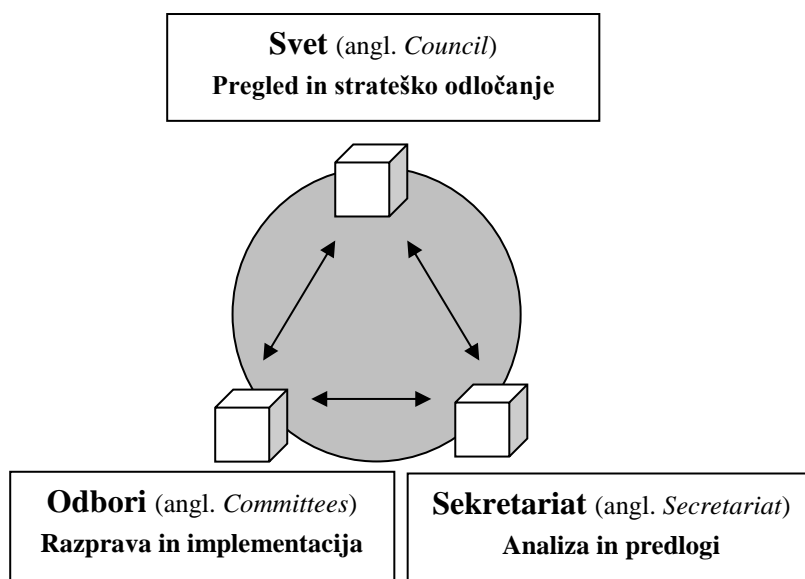 Svet (angl. Council)
Pregled in strateško odločanje
Odbori (angl. Committees)
Razprava in implementacija
Sekretariat (angl. Secretariat)
Analiza in predlogi